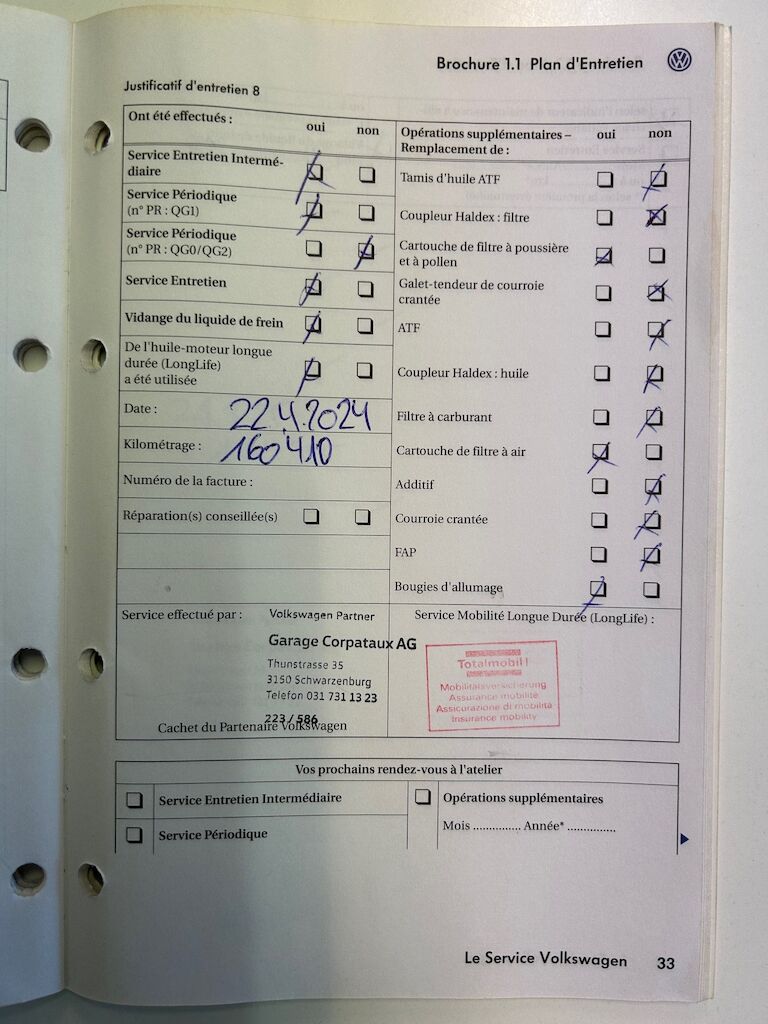 Brochure 1.1 Plan d'Entretien
Justificatif d'entretien 8
Ont été effectués :
oui non
Service Entretien Intermé-
diaire
Service Périodique
(n° PR : QG1)
Service Périodique
(n° PR : QG0/QG2)
Service Entretien
Vidange du liquide de frein
De l'huile-moteur longue
durée (LongLife)
a été utilisée
Date : 22.4.2024
Kilométrage : 160410
Numéro de la facture :
Réparation(s) conseillée(s)
Opérations supplémentaires –
Remplacement de :
oui non
Tamis d'huile ATF
Coupleur Haldex : filtre
Cartouche de filtre à poussière
et à pollen
Galet-tendeur de courroie
crantée
ATF
Coupleur Haldex : huile
Filtre à carburant
Cartouche de filtre à air
Additif
Courroie crantée
FAP
Bougies d'allumage
Service effectué par :
Volkswagen Partner
Garage Corpataux AG
Thunstrasse 35
3150 Schwarzenburg
Telefon 031 731 13 23
223 / 586
Cachet du Partenaire Volkswagen
Service Mobilité Longue Durée (LongLife) :
Totalmobil!
Mobilitätsversicherung
Assurance mobilité
Assicurazione di mobilità
Insurance mobility
Vos prochains rendez-vous à l'atelier
Service Entretien Intermédiaire
Service Périodique
Opérations supplémentaires
Mois ............... Année* ...............
Le Service Volkswagen 33